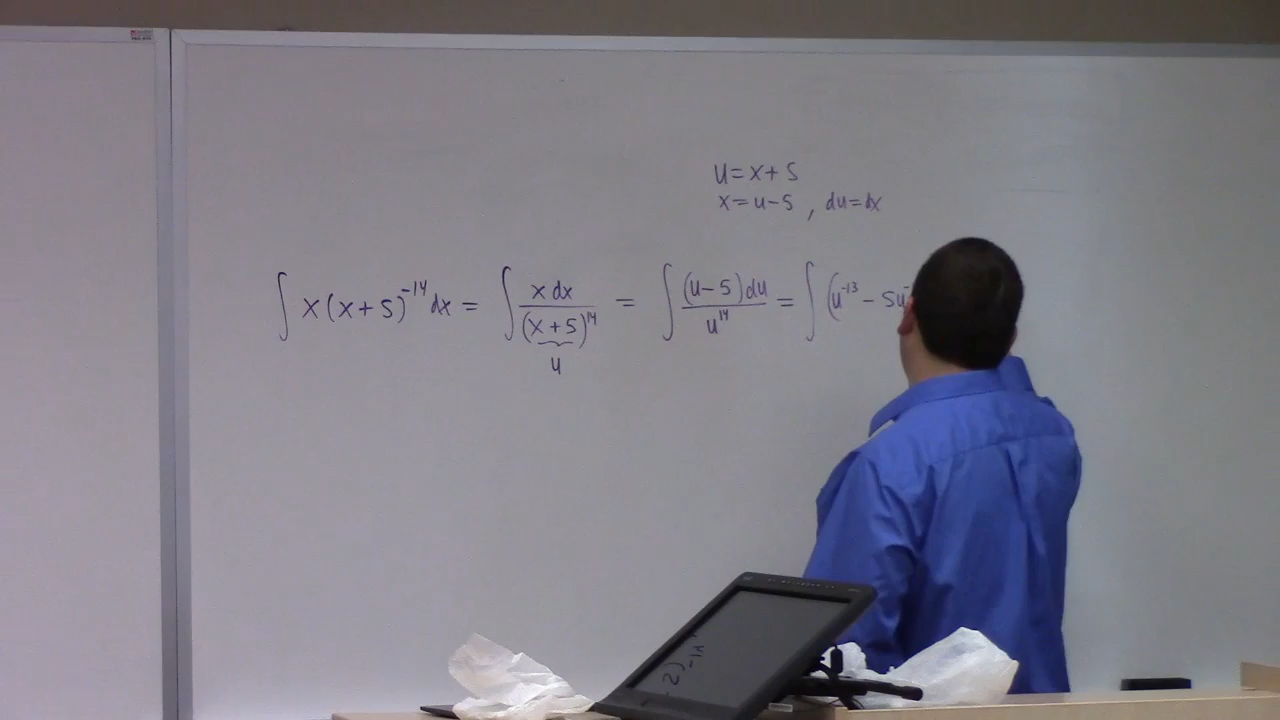 u=x+5
x=u-5 , du=dx
∫ x(x+5)^{-14} dx = ∫ x dx / (x+5)^{14} = ∫ (u-5)du / u^{14} = ∫ (u^{-13} - 5u^{-
u